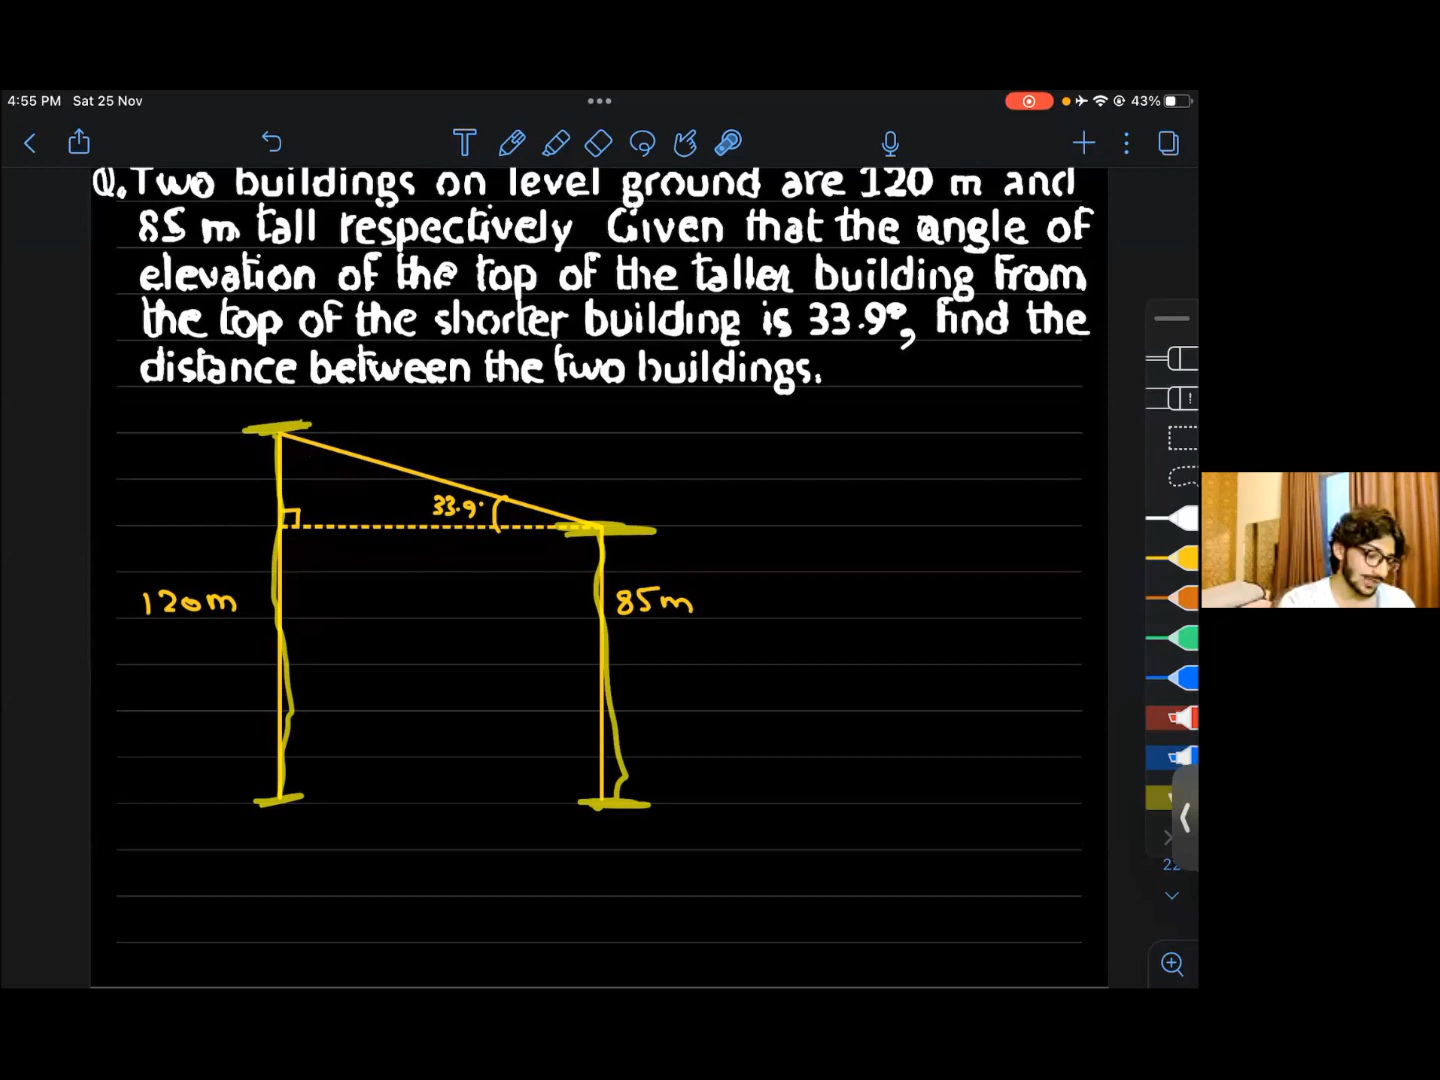 4:55 PM Sat 25 Nov
43%
T
Q. Two buildings on level ground are 120 m and
85 m tall respectively Given that the angle of
elevation of the top of the taller building from
the top of the shorter building is 33.9°, find the
distance between the two buildings.
33.9°
120m
85m
22